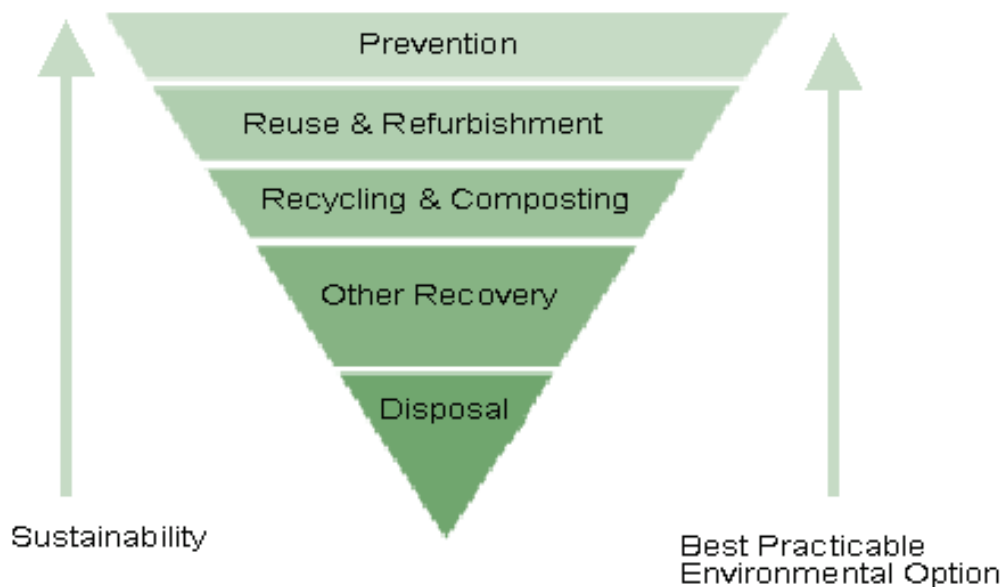 Prevention
Reuse & Refurbishment
Recycling & Composting
Other Recovery
Disposal
Sustainability
Best Practicable
Environmental Option